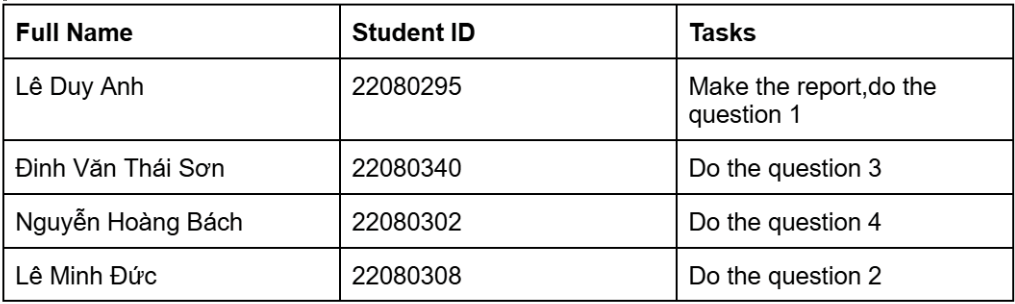 Full Name Student ID Tasks
Lê Duy Anh 22080295 Make the report,do the
question 1
Đinh Văn Thái Sơn 22080340 Do the question 3
Nguyễn Hoàng Bách 22080302 Do the question 4
Lê Minh Đức 22080308 Do the question 2